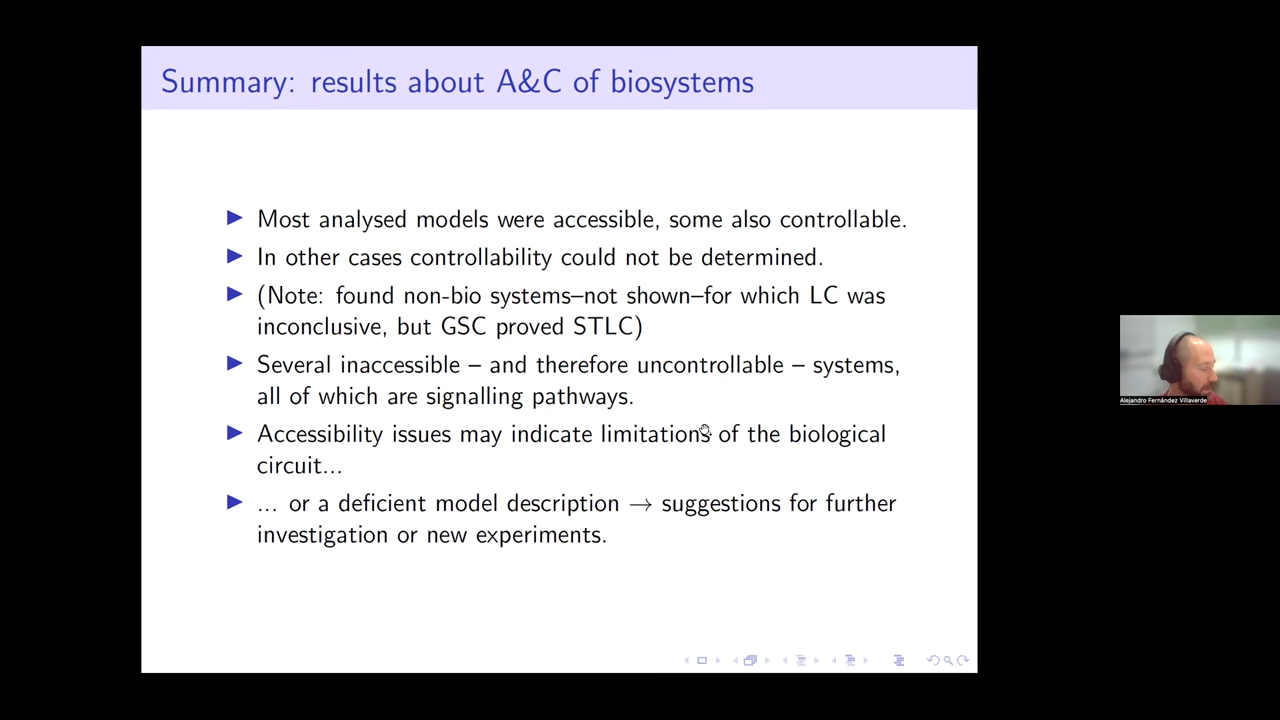 Summary: results about A&C of biosystems
Most analysed models were accessible, some also controllable.
In other cases controllability could not be determined.
(Note: found non-bio systems–not shown–for which LC was
inconclusive, but GSC proved STLC)
Several inaccessible – and therefore uncontrollable – systems,
all of which are signalling pathways.
Accessibility issues may indicate limitations of the biological
circuit...
... or a deficient model description → suggestions for further
investigation or new experiments.
Alejandro Fernández Villaverde